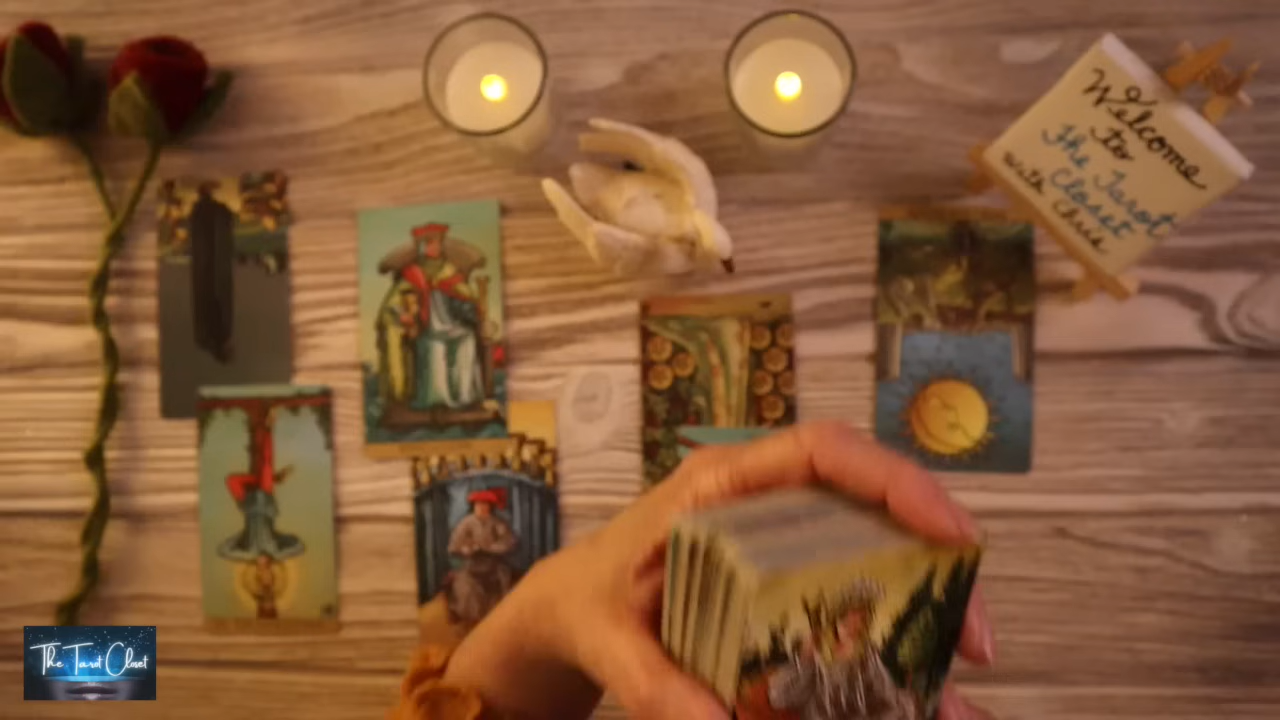 Welcome
to
The Tarot
Closet
with Chris
The Tarot Closet